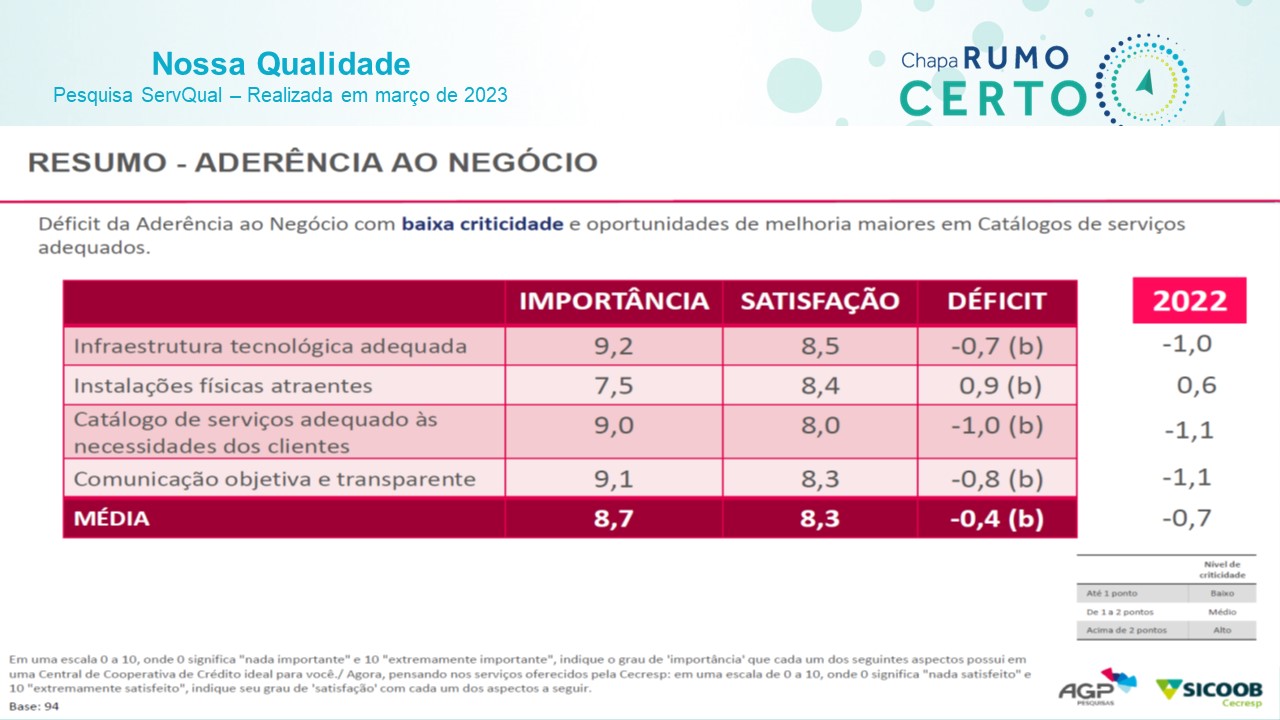 Nossa Qualidade
Pesquisa ServQual – Realizada em março de 2023
Chapa RUMO
CERTO
RESUMO - ADERÊNCIA AO NEGÓCIO
Déficit da Aderência ao Negócio com baixa criticidade e oportunidades de melhoria maiores em Catálogos de serviços
adequados.
IMPORTÂNCIA SATISFAÇÃO DÉFICIT 2022
Infraestrutura tecnológica adequada 9,2 8,5 -0,7 (b) -1,0
Instalações físicas atraentes 7,5 8,4 0,9 (b) 0,6
Catálogo de serviços adequado às
necessidades dos clientes 9,0 8,0 -1,0 (b) -1,1
Comunicação objetiva e transparente 9,1 8,3 -0,8 (b) -1,1
MÉDIA 8,7 8,3 -0,4 (b) -0,7
Nível de
criticidade
Até 1 ponto Baixo
De 1 a 2 pontos Médio
Acima de 2 pontos Alto
Em uma escala 0 a 10, onde 0 significa "nada importante" e 10 "extremamente importante", indique o grau de 'importância' que cada um dos seguintes aspectos possui em
uma Central de Cooperativa de Crédito ideal para você./ Agora, pensando nos serviços oferecidos pela Cecresp: em uma escala de 0 a 10, onde 0 significa "nada satisfeito" e
10 "extremamente satisfeito", indique seu grau de 'satisfação' com cada um dos aspectos a seguir.
Base: 94
AGP
PESQUISAS
SICOOB
Cecresp